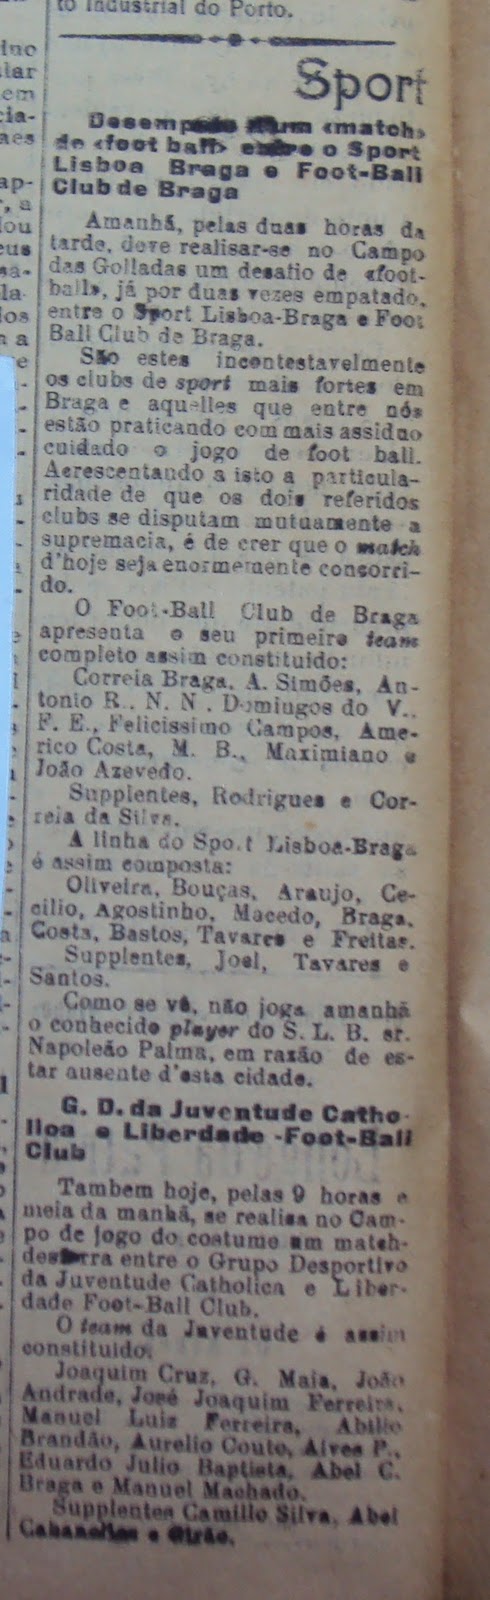 to Industrial do Porto.
Sport
Desempate «match»
de «foot ball» entre o Sport
Lisboa Braga e Foot-Ball
Club de Braga
Amanhã, pelas duas horas da
tarde, deve realisar-se no Campo
das Golladas um desafio de «foot-
ball», já por duas vezes empatado,
entre o Sport Lisboa-Braga e Foot
Ball Club de Braga.
São estes incontestavelmente
os clubs de sport mais fortes em
Braga e aquelles que entre nós
estão praticando com mais assiduo
cuidado o jogo de foot ball.
Acrescentando a isto a particula-
ridade de que os dois referidos
clubs se disputam mutuamente a
supremacia, é de crer que o match
d'hoje seja enormemente concorri-
do.
O Foot-Ball Club de Braga
apresenta o seu primeiro team
completo assim constituido:
Correia Braga, A. Simões, An-
tonio R., N. N. Domingos do V.,
F. E., Felicissimo Campos, Ame-
rico Costa, M. B., Maximiano e
João Azevedo.
Supplentes, Rodrigues e Cor-
reia da Silva.
A linha do Sport Lisboa-Braga
é assim composta:
Oliveira, Bouças, Araujo, Ce-
cilio, Agostinho, Macedo, Braga,
Costa, Bastos, Tavares e Freitas.
Supplentes, Joel, Tavares e
Santos.
Como se vê, não joga amanhã
o conhecido player do S. L. B. sr.
Napoleão Palma, em razão de es-
tar ausente d'esta cidade.
G. D. da Juventude Catho-
lica e Liberdade -Foot-Ball
Club
Tambem hoje, pelas 9 horas e
meia da manhã, se realisa no Cam-
po de jogo do costume um match-
desforra entre o Grupo Desportivo
da Juventude Catholica e Liber-
dade Foot-Ball Club.
O team da Juventude é assim
constituido:
Joaquim Cruz, G. Maia, João
Andrade, José Joaquim Ferreira,
Manuel Luiz Ferreira, Abilio
Brandão, Aurelio Couto, Alves P.,
Eduardo Julio Baptista, Abel C.
Braga e Manuel Machado.
Supplentes Camillo Silva, Abel
e Girão.